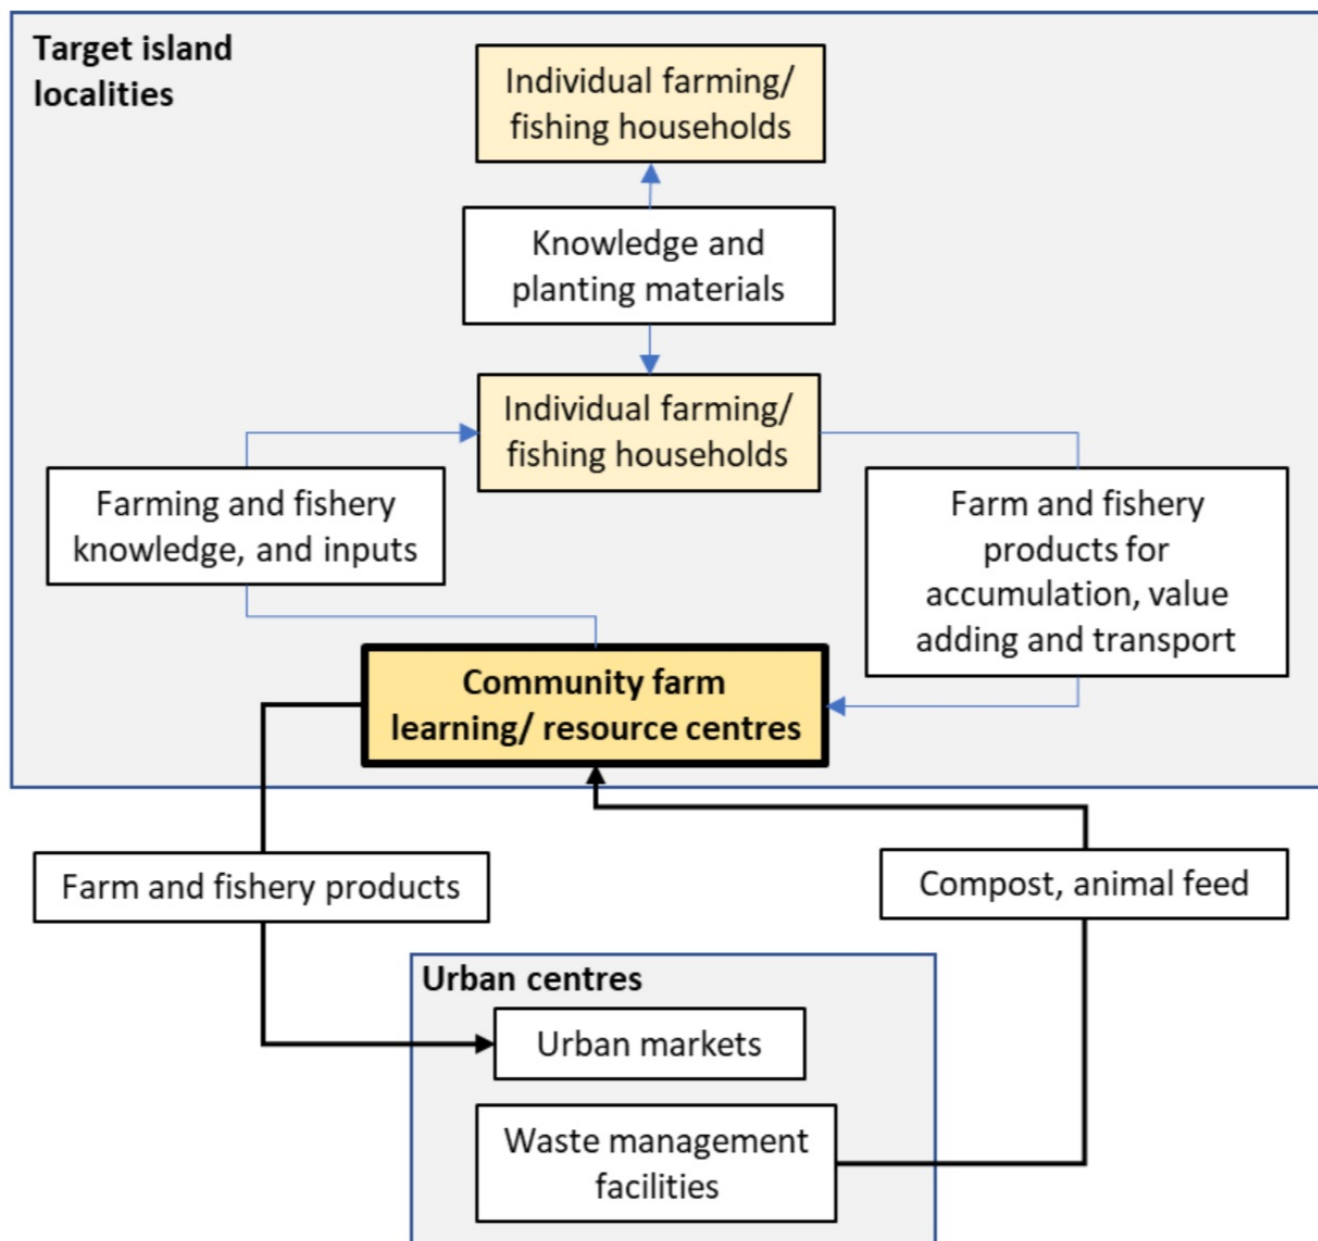 Target island
localities
Individual farming/
fishing households
Knowledge and
planting materials
Individual farming/
fishing households
Farming and fishery
knowledge, and inputs
Farm and fishery
products for
accumulation, value
adding and transport
Community farm
learning/ resource centres
Farm and fishery products
Compost, animal feed
Urban centres
Urban markets
Waste management
facilities